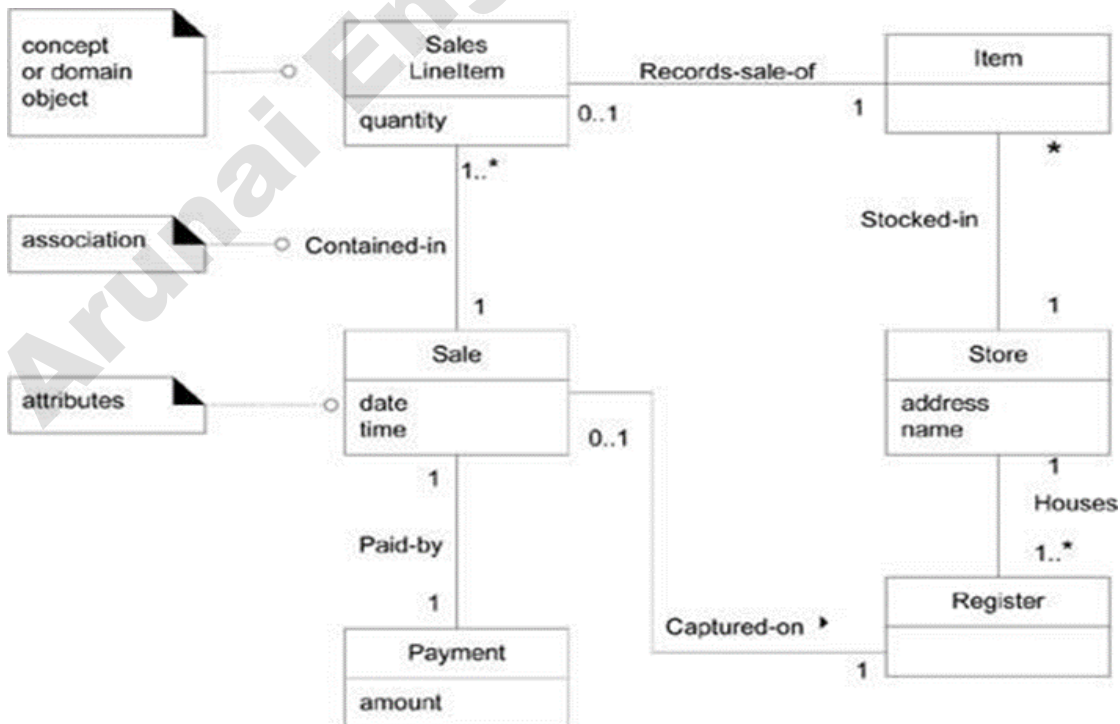 concept
or domain
object
Sales
LineItem
quantity
Records-sale-of
0..1
1
Item
*
1..*
association
Contained-in
Stocked-in
1
1
attributes
Sale
date
time
0..1
Store
address
name
1
1
Houses
Paid-by
1..*
1
Captured-on
1
Register
Payment
amount
Arunai Eng